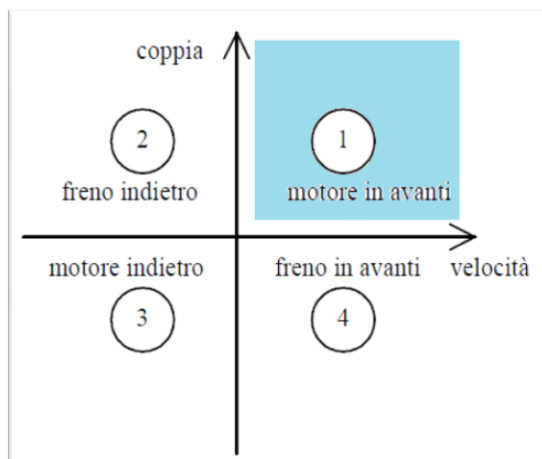 coppia
2
1
freno indietro
motore in avanti
motore indietro
freno in avanti
velocità
3
4